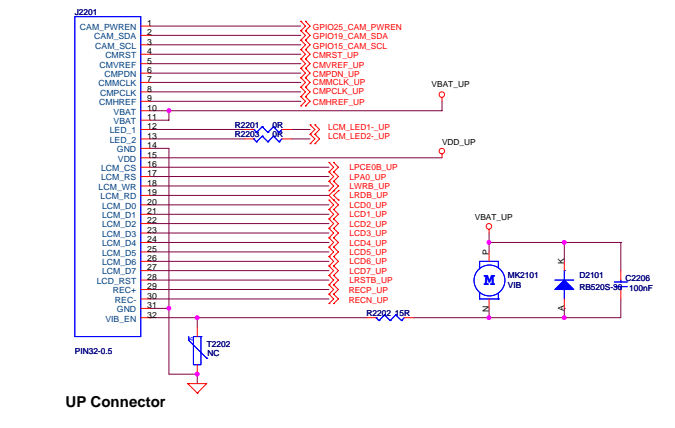 J2201
CAM_PWREN 1 GPIO25_CAM_PWREN
CAM_SDA 2 GPIO19_CAM_SDA
CAM_SCL 3 GPIO15_CAM_SCL
CMRST 4 CMRST_UP
CMVREF 5 CMVREF_UP
CMPDN 6 CMPDN_UP
CMMCLK 7 CMMCLK_UP
CMPCLK 8 CMPCLK_UP
CMHREF 9 CMHREF_UP
VBAT_UP
VBAT 10
VBAT 11
LED_1 12 R2201 0R LCM_LED1-_UP
LED_2 13 R2203 0R LCM_LED2-_UP
GND 14
VDD_UP
VDD 15
LCM_CS 16 LPCE0B_UP
LCM_RS 17 LPA0_UP
LCM_WR 18 LWRB_UP
LCM_RD 19 LRDB_UP
LCM_D0 20 LCD0_UP
LCM_D1 21 LCD1_UP
LCM_D2 22 LCD2_UP
LCM_D3 23 LCD3_UP
LCM_D4 24 LCD4_UP
LCM_D5 25 LCD5_UP
LCM_D6 26 LCD6_UP
LCM_D7 27 LCD7_UP
LCD_RST 28 LRSTB_UP
REC+ 29 RECP_UP
REC- 30 RECN_UP
GND 31
VIB_EN 32 R2202 15R
VBAT_UP
P
K
M
MK2101
VIB
D2101
RB520S-30
C2206
100nF
N
A
T2202
NC
PIN32-0.5
UP Connector